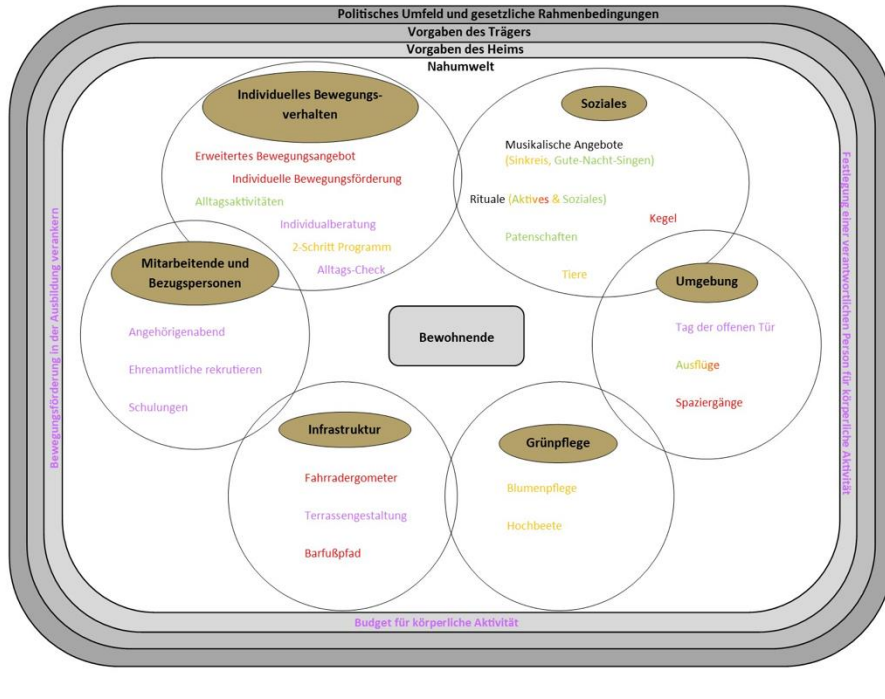 Politisches Umfeld und gesetzliche Rahmenbedingungen
Vorgaben des Trägers
Vorgaben des Heims
Nahumwelt
Individuelles Bewegungs-
verhalten
Erweitertes Bewegungsangebot
Individuelle Bewegungsförderung
Alltagsaktivitäten
Individualberatung
2-Schritt Programm
Alltags-Check
Soziales
Musikalische Angebote
(Sinkreis, Gute-Nacht-Singen)
Rituale (Aktives & Soziales)
Kegel
Patenschaften
Tiere
Mitarbeitende und
Bezugspersonen
Angehörigenabend
Ehrenamtliche rekrutieren
Schulungen
Bewohnende
Umgebung
Tag der offenen Tür
Ausflüge
Spaziergänge
Infrastruktur
Fahrradergometer
Terrassengestaltung
Barfußpfad
Grünpflege
Blumenpflege
Hochbeete
Bewegungsförderung in der Ausbildung verankern
Festlegung einer verantwortlichen Person für körperliche Aktivität
Budget für körperliche Aktivität